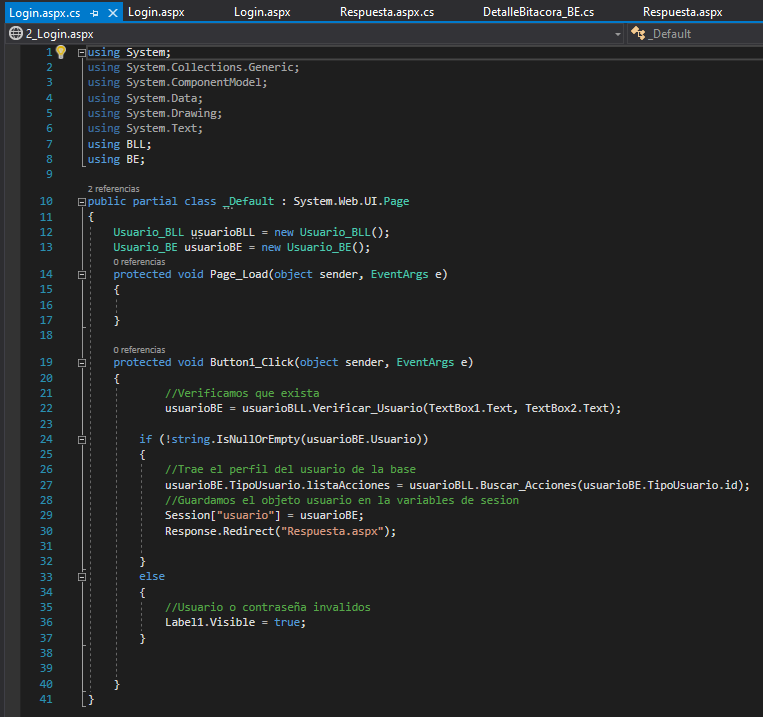 Login.aspx.cs Login.aspx Login.aspx Respuesta.aspx.cs DetalleBitacora_BE.cs Respuesta.aspx
2_Login.aspx _Default
1 using System;
2 using System.Collections.Generic;
3 using System.ComponentModel;
4 using System.Data;
5 using System.Drawing;
6 using System.Text;
7 using BLL;
8 using BE;
9
2 referencias
10 public partial class _Default : System.Web.UI.Page
11 {
12 Usuario_BLL usuarioBLL = new Usuario_BLL();
13 Usuario_BE usuarioBE = new Usuario_BE();
0 referencias
14 protected void Page_Load(object sender, EventArgs e)
15 {
16
17 }
18
0 referencias
19 protected void Button1_Click(object sender, EventArgs e)
20 {
21 //Verificamos que exista
22 usuarioBE = usuarioBLL.Verificar_Usuario(TextBox1.Text, TextBox2.Text);
23
24 if (!string.IsNullOrEmpty(usuarioBE.Usuario))
25 {
26 //Trae el perfil del usuario de la base
27 usuarioBE.TipoUsuario.listaAcciones = usuarioBLL.Buscar_Acciones(usuarioBE.TipoUsuario.id);
28 //Guardamos el objeto usuario en la variables de sesion
29 Session["usuario"] = usuarioBE;
30 Response.Redirect("Respuesta.aspx");
31
32 }
33 else
34 {
35 //Usuario o contraseña invalidos
36 Label1.Visible = true;
37 }
38
39
40 }
41 }